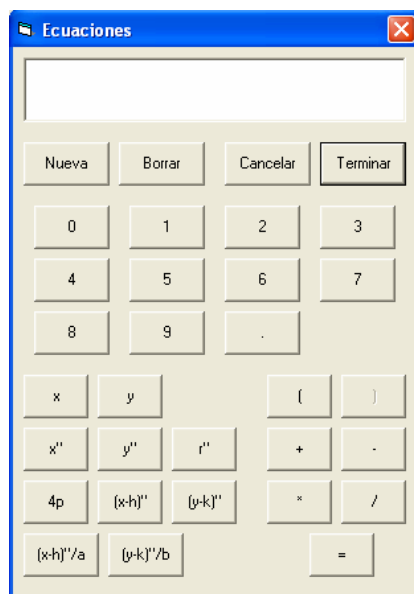 Ecuaciones
Nueva Borrar Cancelar Terminar
0 1 2 3
4 5 6 7
8 9 .
x y ( )
x" y" r" + -
4p (x-h)" (y-k)" * /
(x-h)"/a (y-k)"/b =